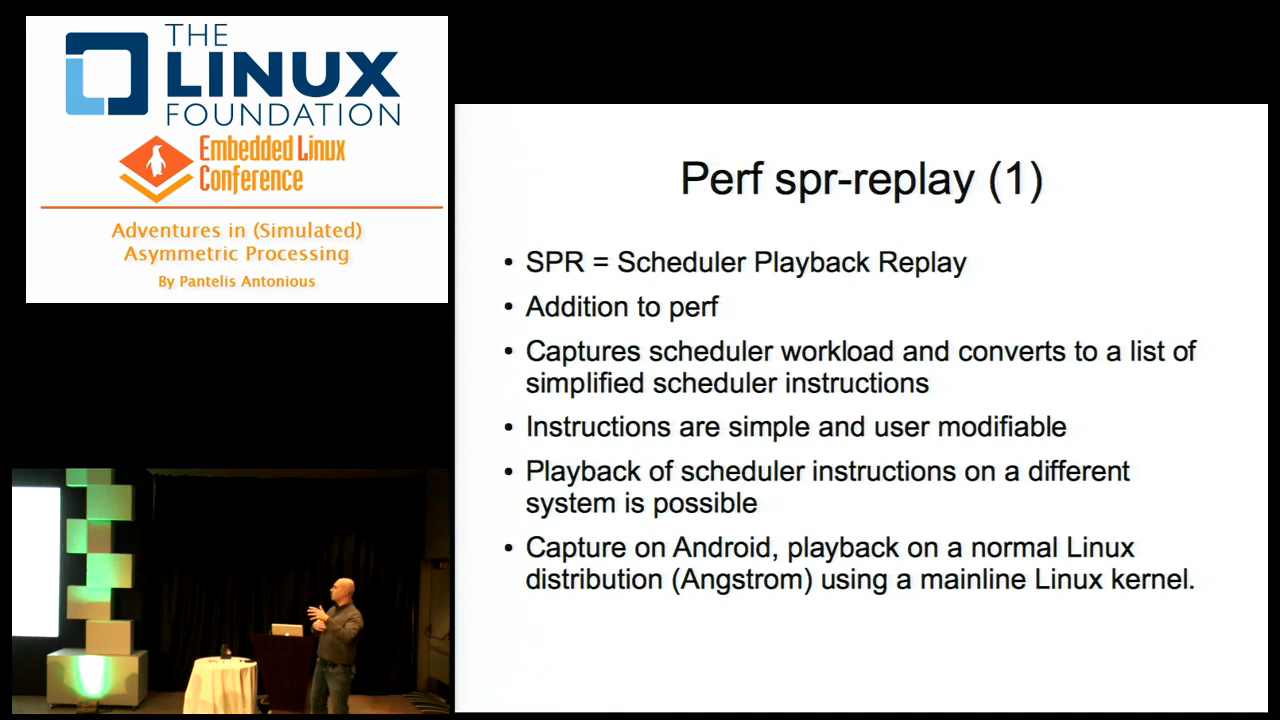 THE
LINUX
FOUNDATION
Embedded Linux
Conference
Adventures in (Simulated)
Asymmetric Processing
By Pantelis Antonious
Perf spr-replay (1)
• SPR = Scheduler Playback Replay
• Addition to perf
• Captures scheduler workload and converts to a list of
simplified scheduler instructions
• Instructions are simple and user modifiable
• Playback of scheduler instructions on a different
system is possible
• Capture on Android, playback on a normal Linux
distribution (Angstrom) using a mainline Linux kernel.